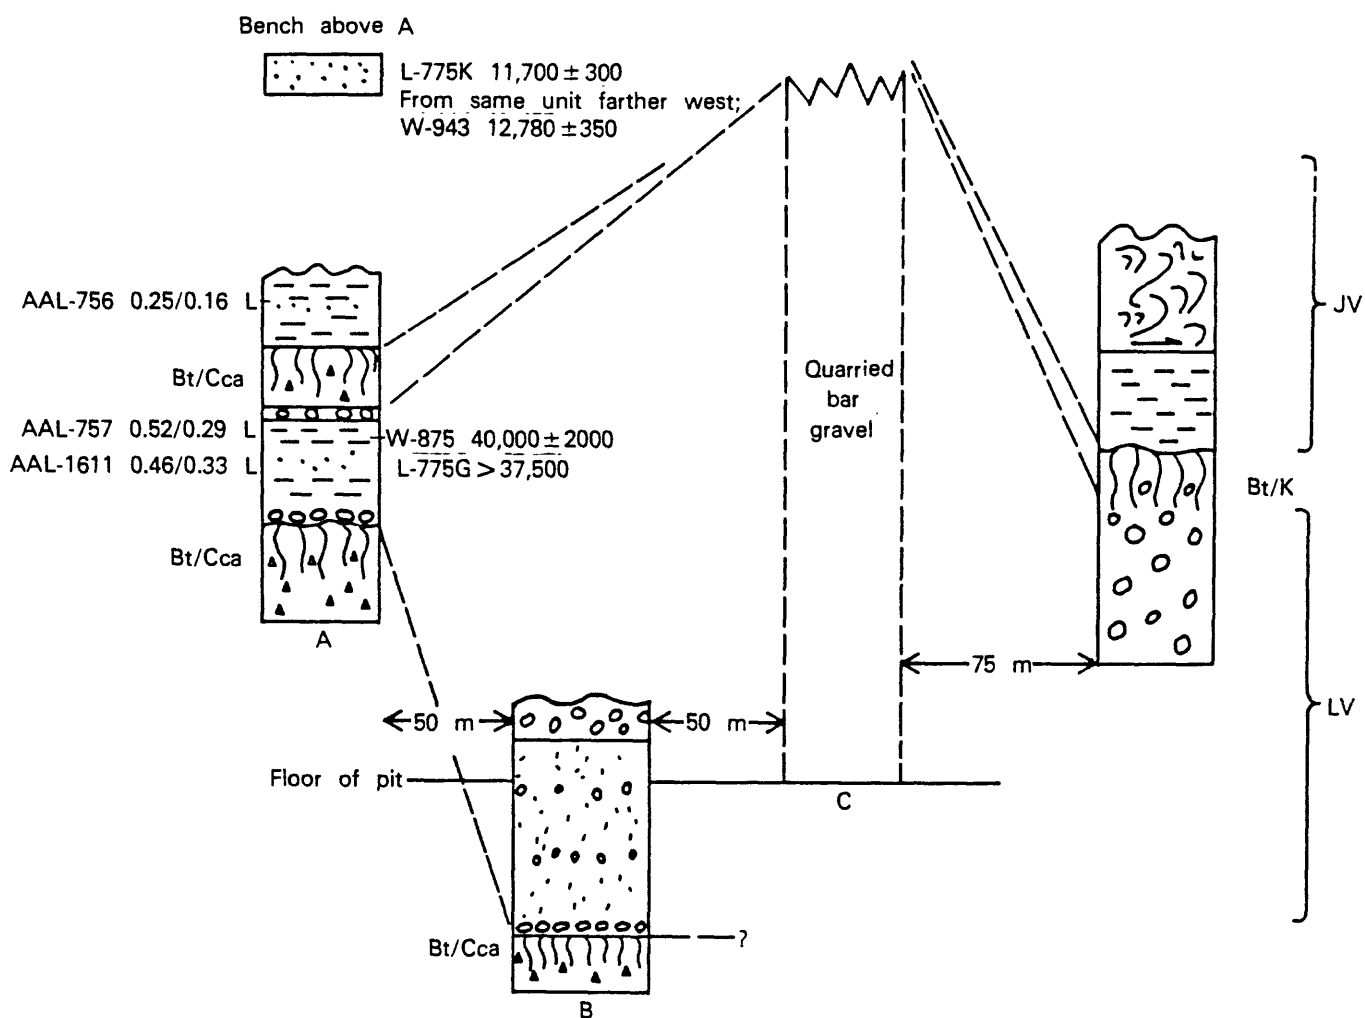 Bench above A
L-775K 11,700 ± 300
From same unit farther west;
W-943 12,780 ± 350
JV
AAL-756 0.25/0.16 L
Bt/Cca
Quarried
bar
gravel
AAL-757 0.52/0.29 L
W-875 40,000 ± 2000
AAL-1611 0.46/0.33 L
L-775G > 37,500
Bt/K
Bt/Cca
A
75 m
LV
50 m
50 m
Floor of pit
C
Bt/Cca
?
B